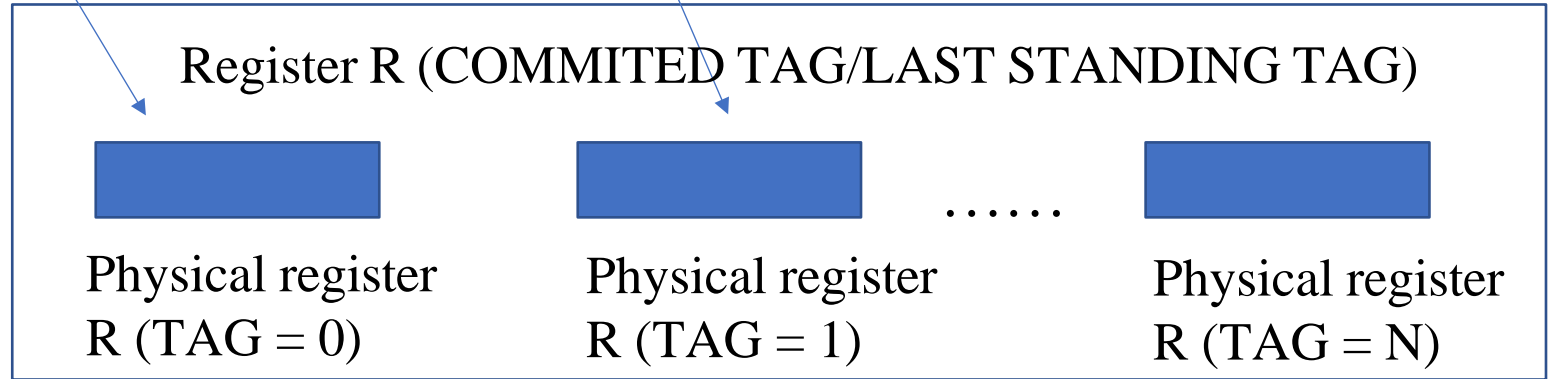 Register R (COMMITED TAG/LAST STANDING TAG)
......
Physical register
R (TAG = 0)
Physical register
R (TAG = 1)
Physical register
R (TAG = N)